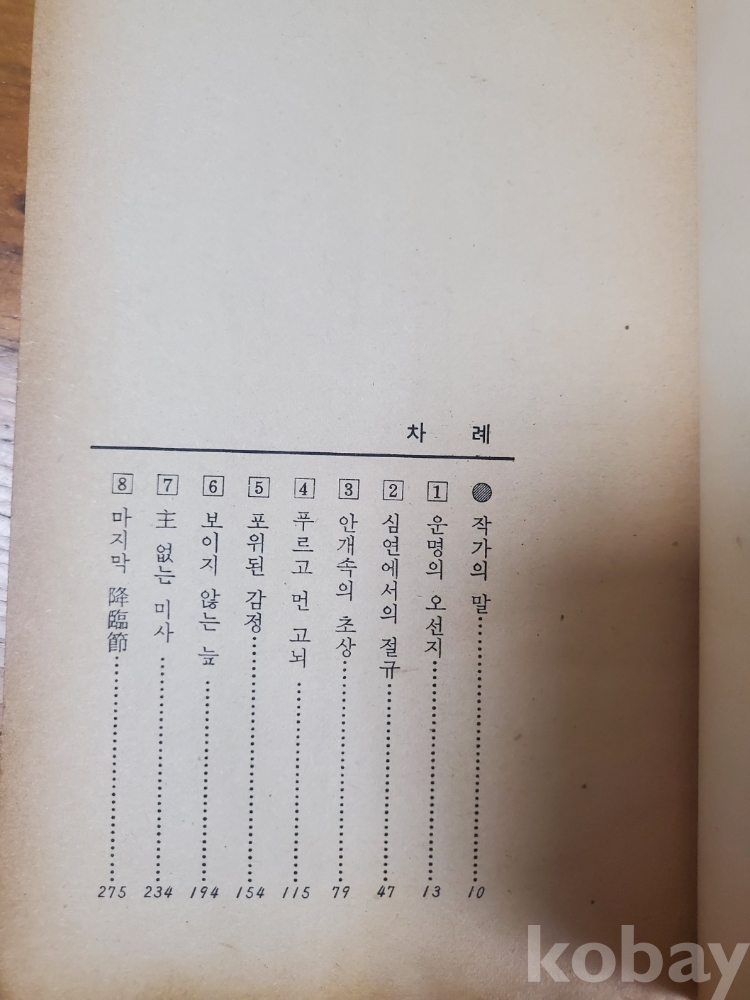 차 례
작가의 말 10
1 운명의 오선지 13
2 심연에서의 절규 47
3 안개속의 초상 79
4 푸르고 먼 고뇌 115
5 포위된 감정 154
6 보이지 않는 늪 194
7 主 없는 미사 234
8 마지막 降臨節 275
kobay